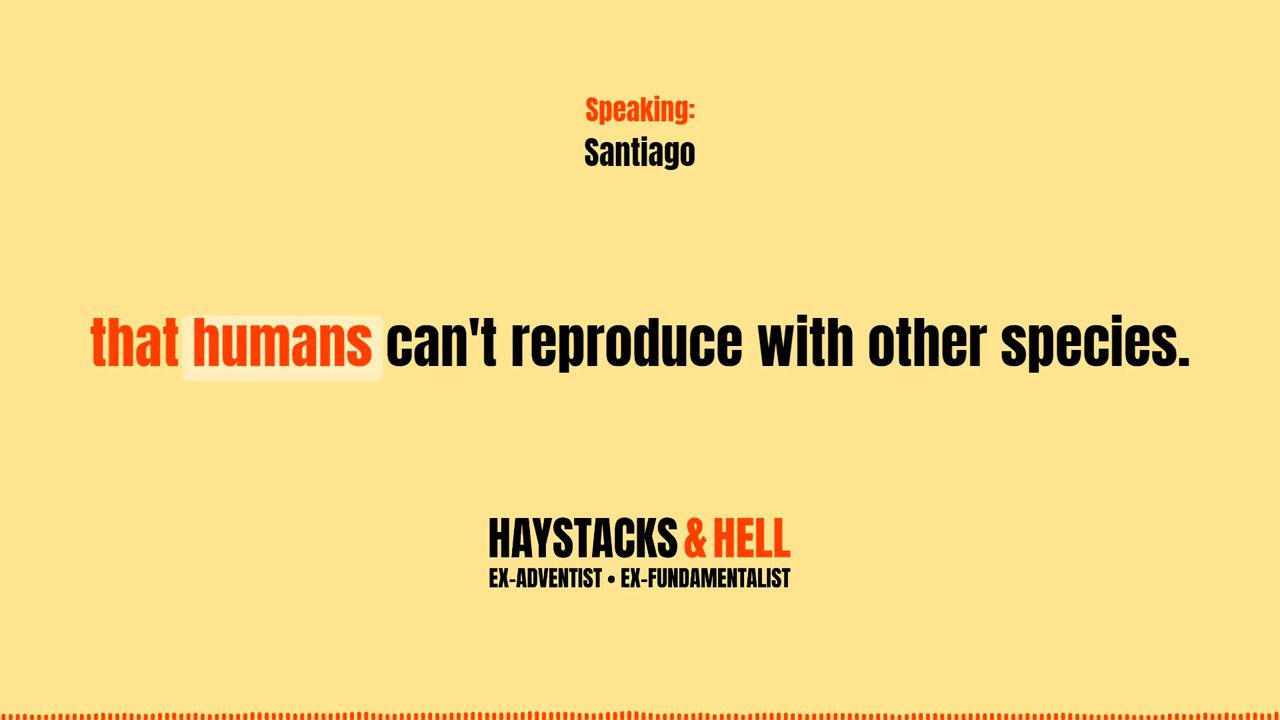 Speaking:
Santiago
that humans can't reproduce with other species.
HAYSTACKS & HELL
EX-ADVENTIST • EX-FUNDAMENTALIST